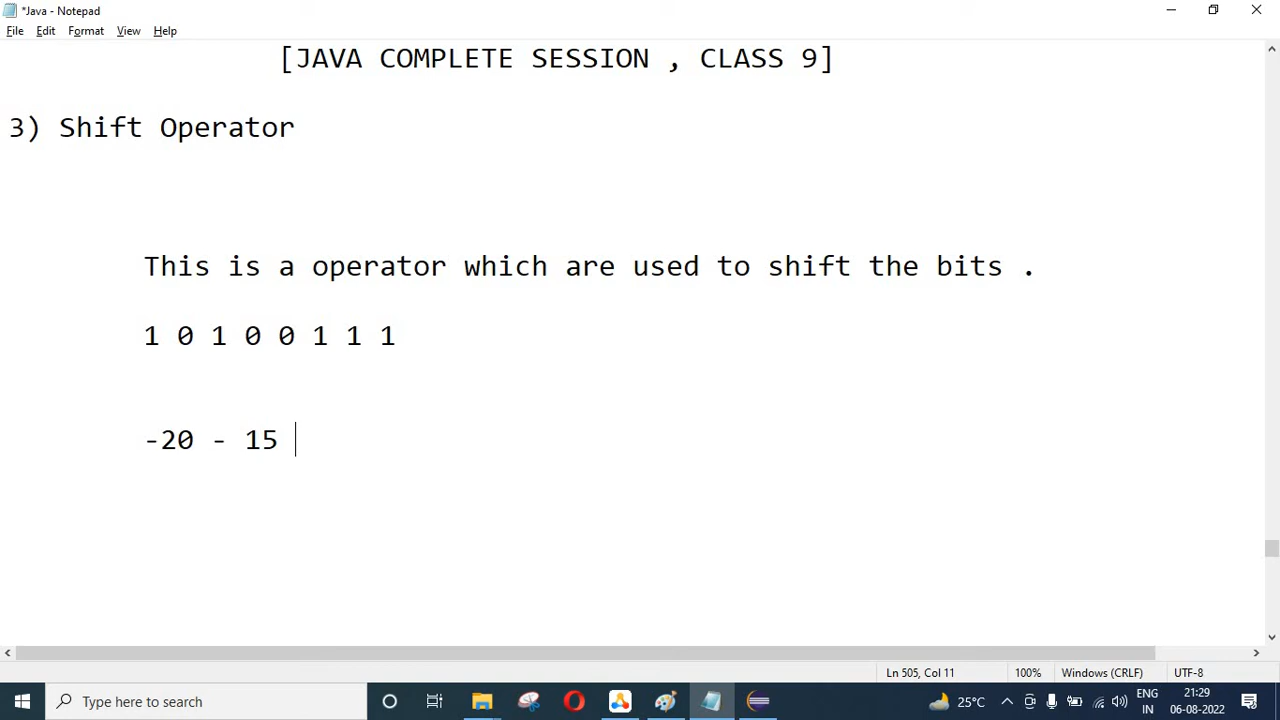 *Java - Notepad
File Edit Format View Help
[JAVA COMPLETE SESSION , CLASS 9]
3) Shift Operator
This is a operator which are used to shift the bits .
1 0 1 0 0 1 1 1
-20 - 15
Ln 505, Col 11 100% Windows (CRLF) UTF-8
Type here to search 25°C ENG 21:29
IN 06-08-2022